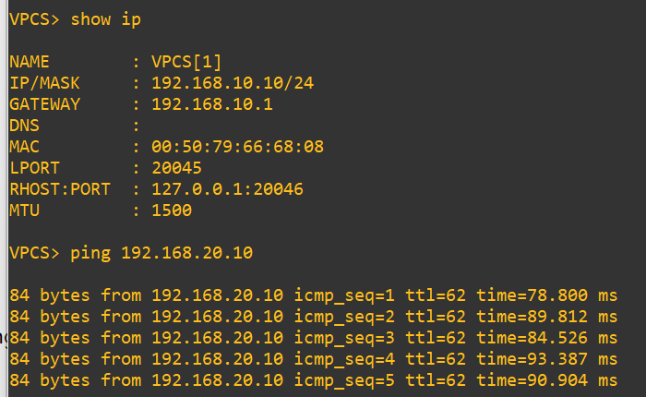 VPCS> show ip
NAME : VPCS[1]
IP/MASK : 192.168.10.10/24
GATEWAY : 192.168.10.1
DNS :
MAC : 00:50:79:66:68:08
LPORT : 20045
RHOST:PORT : 127.0.0.1:20046
MTU : 1500
VPCS> ping 192.168.20.10
84 bytes from 192.168.20.10 icmp_seq=1 ttl=62 time=78.800 ms
84 bytes from 192.168.20.10 icmp_seq=2 ttl=62 time=89.812 ms
84 bytes from 192.168.20.10 icmp_seq=3 ttl=62 time=84.526 ms
84 bytes from 192.168.20.10 icmp_seq=4 ttl=62 time=93.387 ms
84 bytes from 192.168.20.10 icmp_seq=5 ttl=62 time=90.904 ms